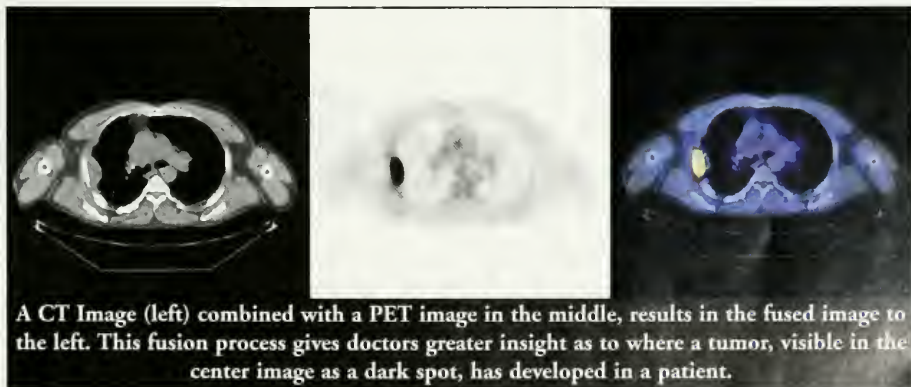 A CT Image (left) combined with a PET image in the middle, results in the fused image to
the left. This fusion process gives doctors greater insight as to where a tumor, visible in the
center image as a dark spot, has developed in a patient.